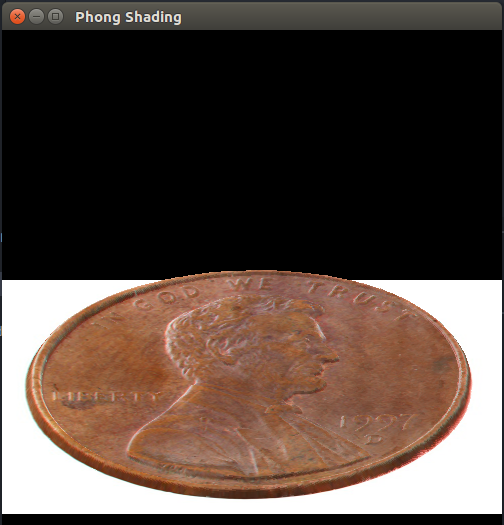 Phong Shading
IN GOD WE TRUST
LIBERTY
1997
D